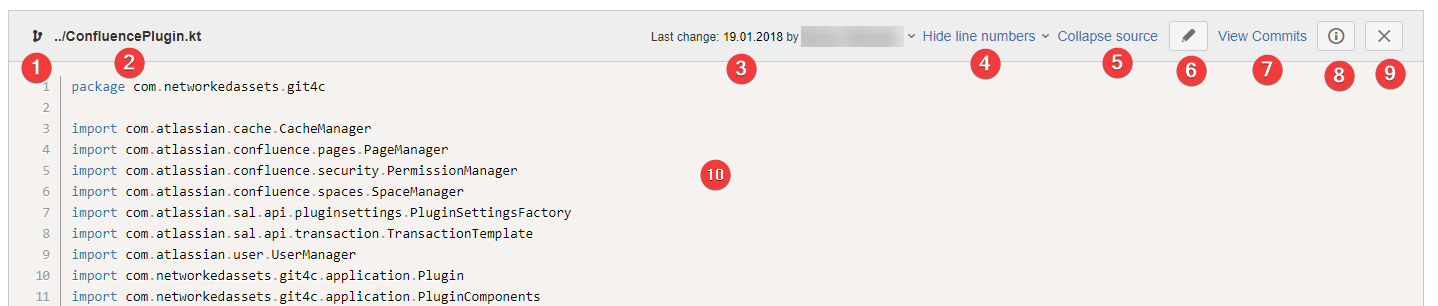 ../ConfluencePlugin.kt Last change: 19.01.2018 by Hide line numbers Collapse source View Commits
1 2 3 4 5 6 7 8 9
1 package com.networkedassets.git4c
2
3 import com.atlassian.cache.CacheManager
4 import com.atlassian.confluence.pages.PageManager
5 import com.atlassian.confluence.security.PermissionManager
10
6 import com.atlassian.confluence.spaces.SpaceManager
7 import com.atlassian.sal.api.pluginsettings.PluginSettingsFactory
8 import com.atlassian.sal.api.transaction.TransactionTemplate
9 import com.atlassian.user.UserManager
10 import com.networkedassets.git4c.application.Plugin
11 import com.networkedassets.git4c.application.PluginComponents